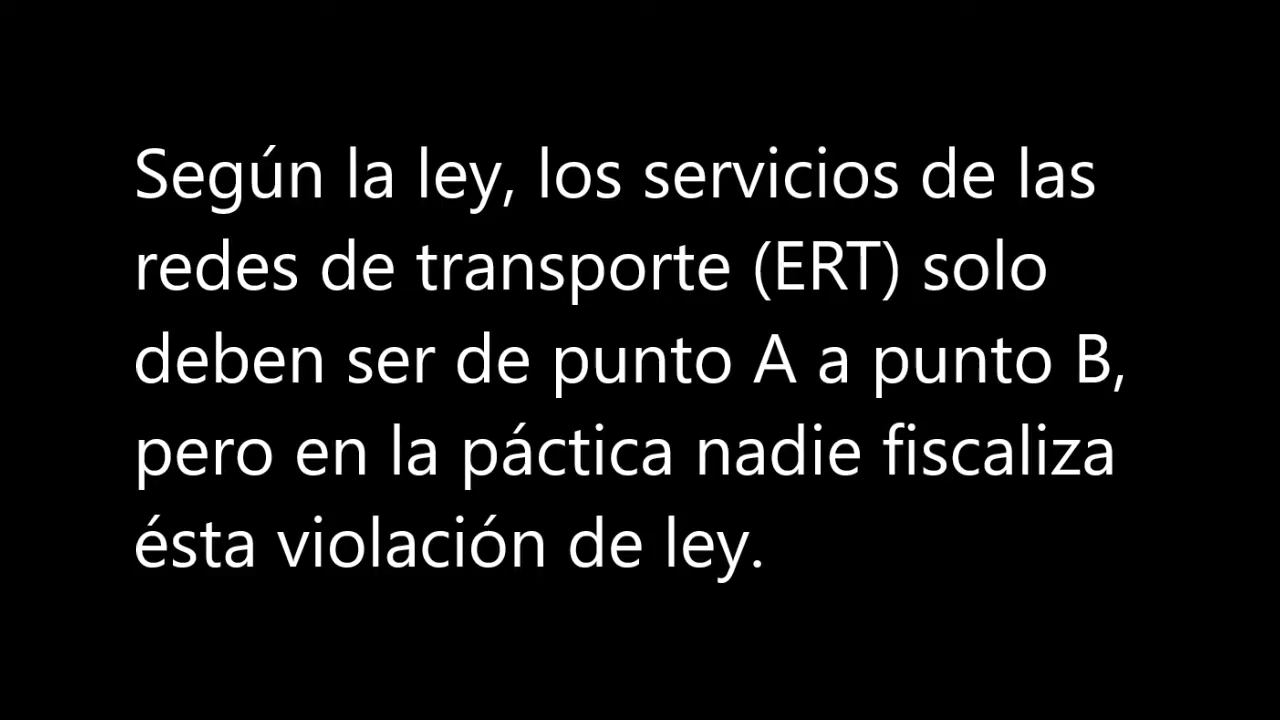 Según la ley, los servicios de las
redes de transporte (ERT) solo
deben ser de punto A a punto B,
pero en la páctica nadie fiscaliza
ésta violación de ley.